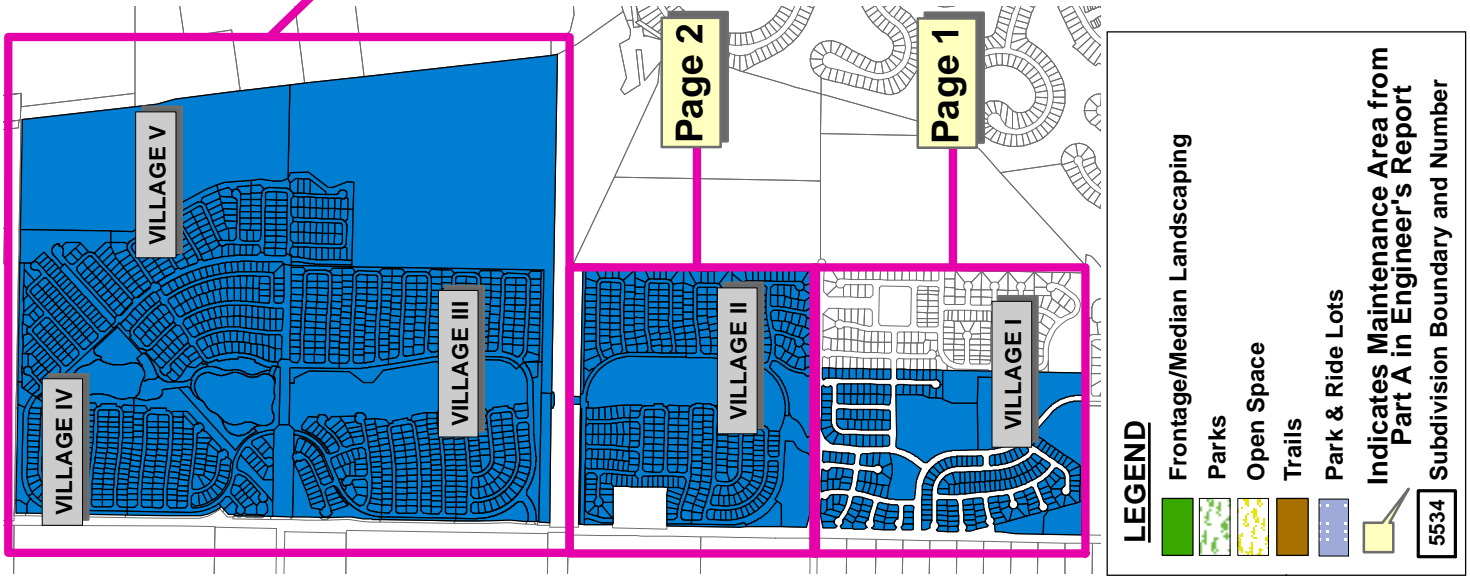 VILLAGE V
VILLAGE IV
VILLAGE III
Page 2
VILLAGE II
Page 1
VILLAGE I
LEGEND
Frontage/Median Landscaping
Parks
Open Space
Trails
Park & Ride Lots
Indicates Maintenance Area from
Part A in Engineer's Report
5534 Subdivision Boundary and Number